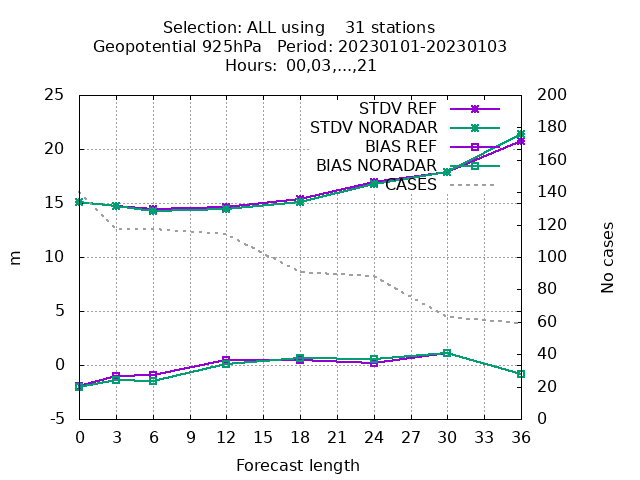 Selection: ALL using    31 stations
Geopotential 925hPa   Period: 20230101-20230103
Hours: 00,03,...,21
STDV REF
STDV NORADAR
BIAS REF
BIAS NORADAR
CASES
25
20
15
10
5
0
-5
m
200
180
160
140
120
100
80
60
40
20
0
No cases
0 3 6 9 12 15 18 21 24 27 30 33 36
Forecast length